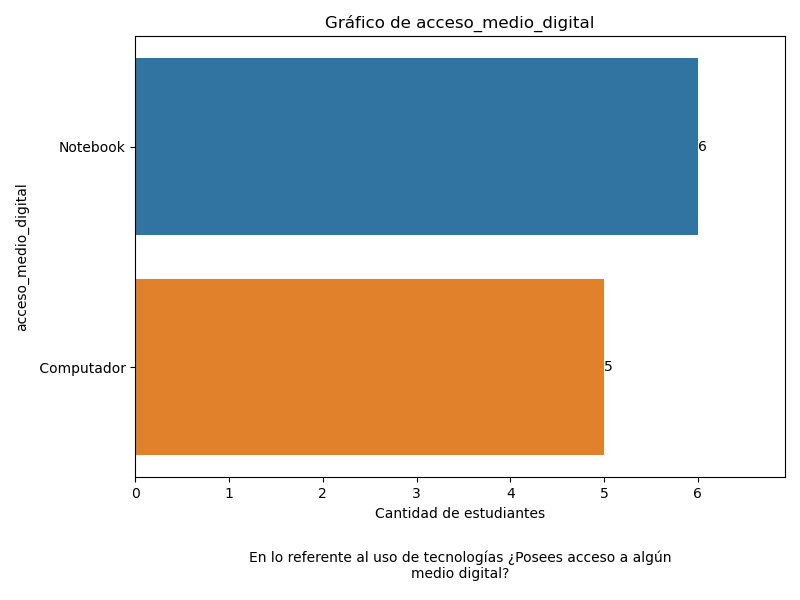 Gráfico de acceso_medio_digital
acceso_medio_digital
Notebook
6
Computador
5
0 1 2 3 4 5 6
Cantidad de estudiantes
En lo referente al uso de tecnologías ¿Posees acceso a algún
medio digital?